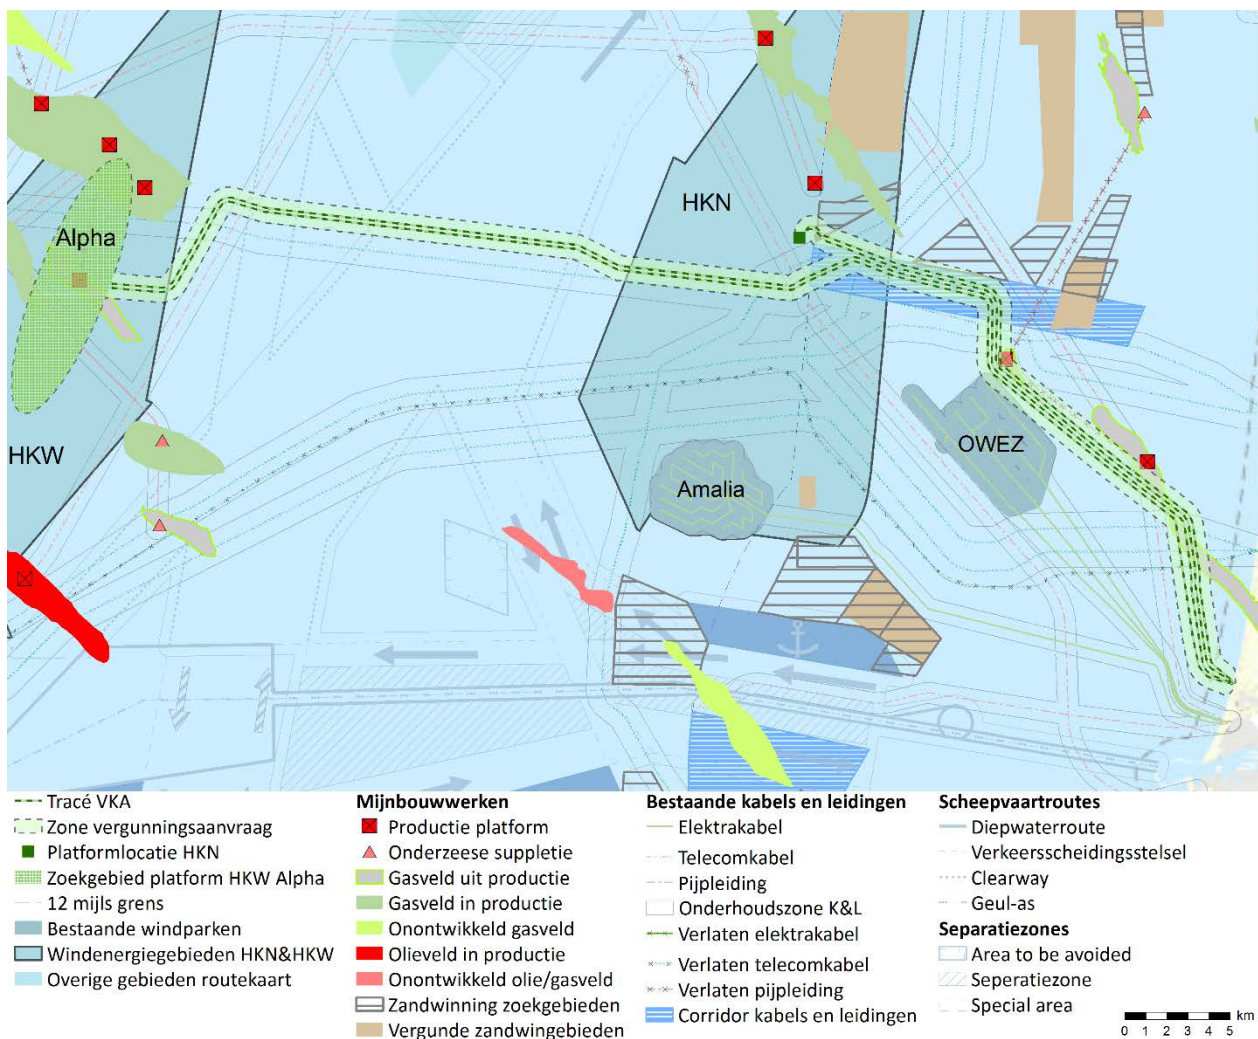 HKN
Alpha
HKW
OWEZ
Amalia
Tracé VKA
Zone vergunningsaanvraag
Platformlocatie HKN
Zoekgebied platform HKW Alpha
12 mijls grens
Bestaande windparken
Windenergiegebieden HKN&HKW
Overige gebieden routekaart
Mijnbouwwerken
Productie platform
Onderzeese suppletie
Gasveld uit productie
Gasveld in productie
Onontwikkeld gasveld
Olieveld in productie
Onontwikkeld olie/gasveld
Zandwinning zoekgebieden
Vergunde zandwingebieden
Bestaande kabels en leidingen
Elektrakabel
Telecomkabel
Pijpleiding
Onderhoudszone K&L
Verlaten elektrakabel
Verlaten telecomkabel
Verlaten pijpleiding
Corridor kabels en leidingen
Scheepvaartroutes
Diepwaterroute
Verkeersscheidingsstelsel
Clearway
Geul-as
Separatiezones
Area to be avoided
Seperatiezone
Special area
km
0 1 2 3 4 5